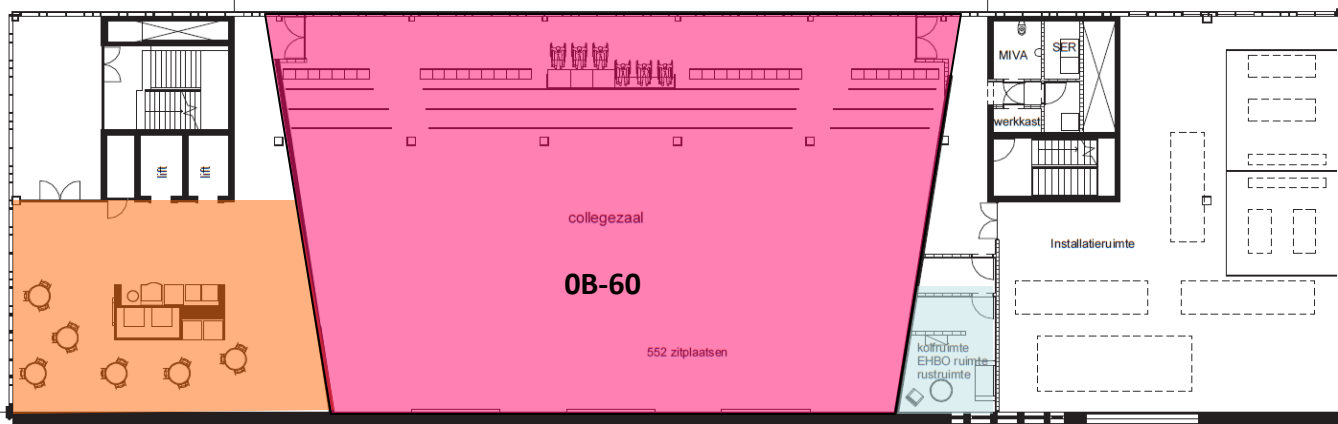 MIVA
SER
werkkast
lift
lift
collegezaal
Installatieruimte
0B-60
552 zitplaatsen
kolfruimte
EHBO ruimte
rustruimte